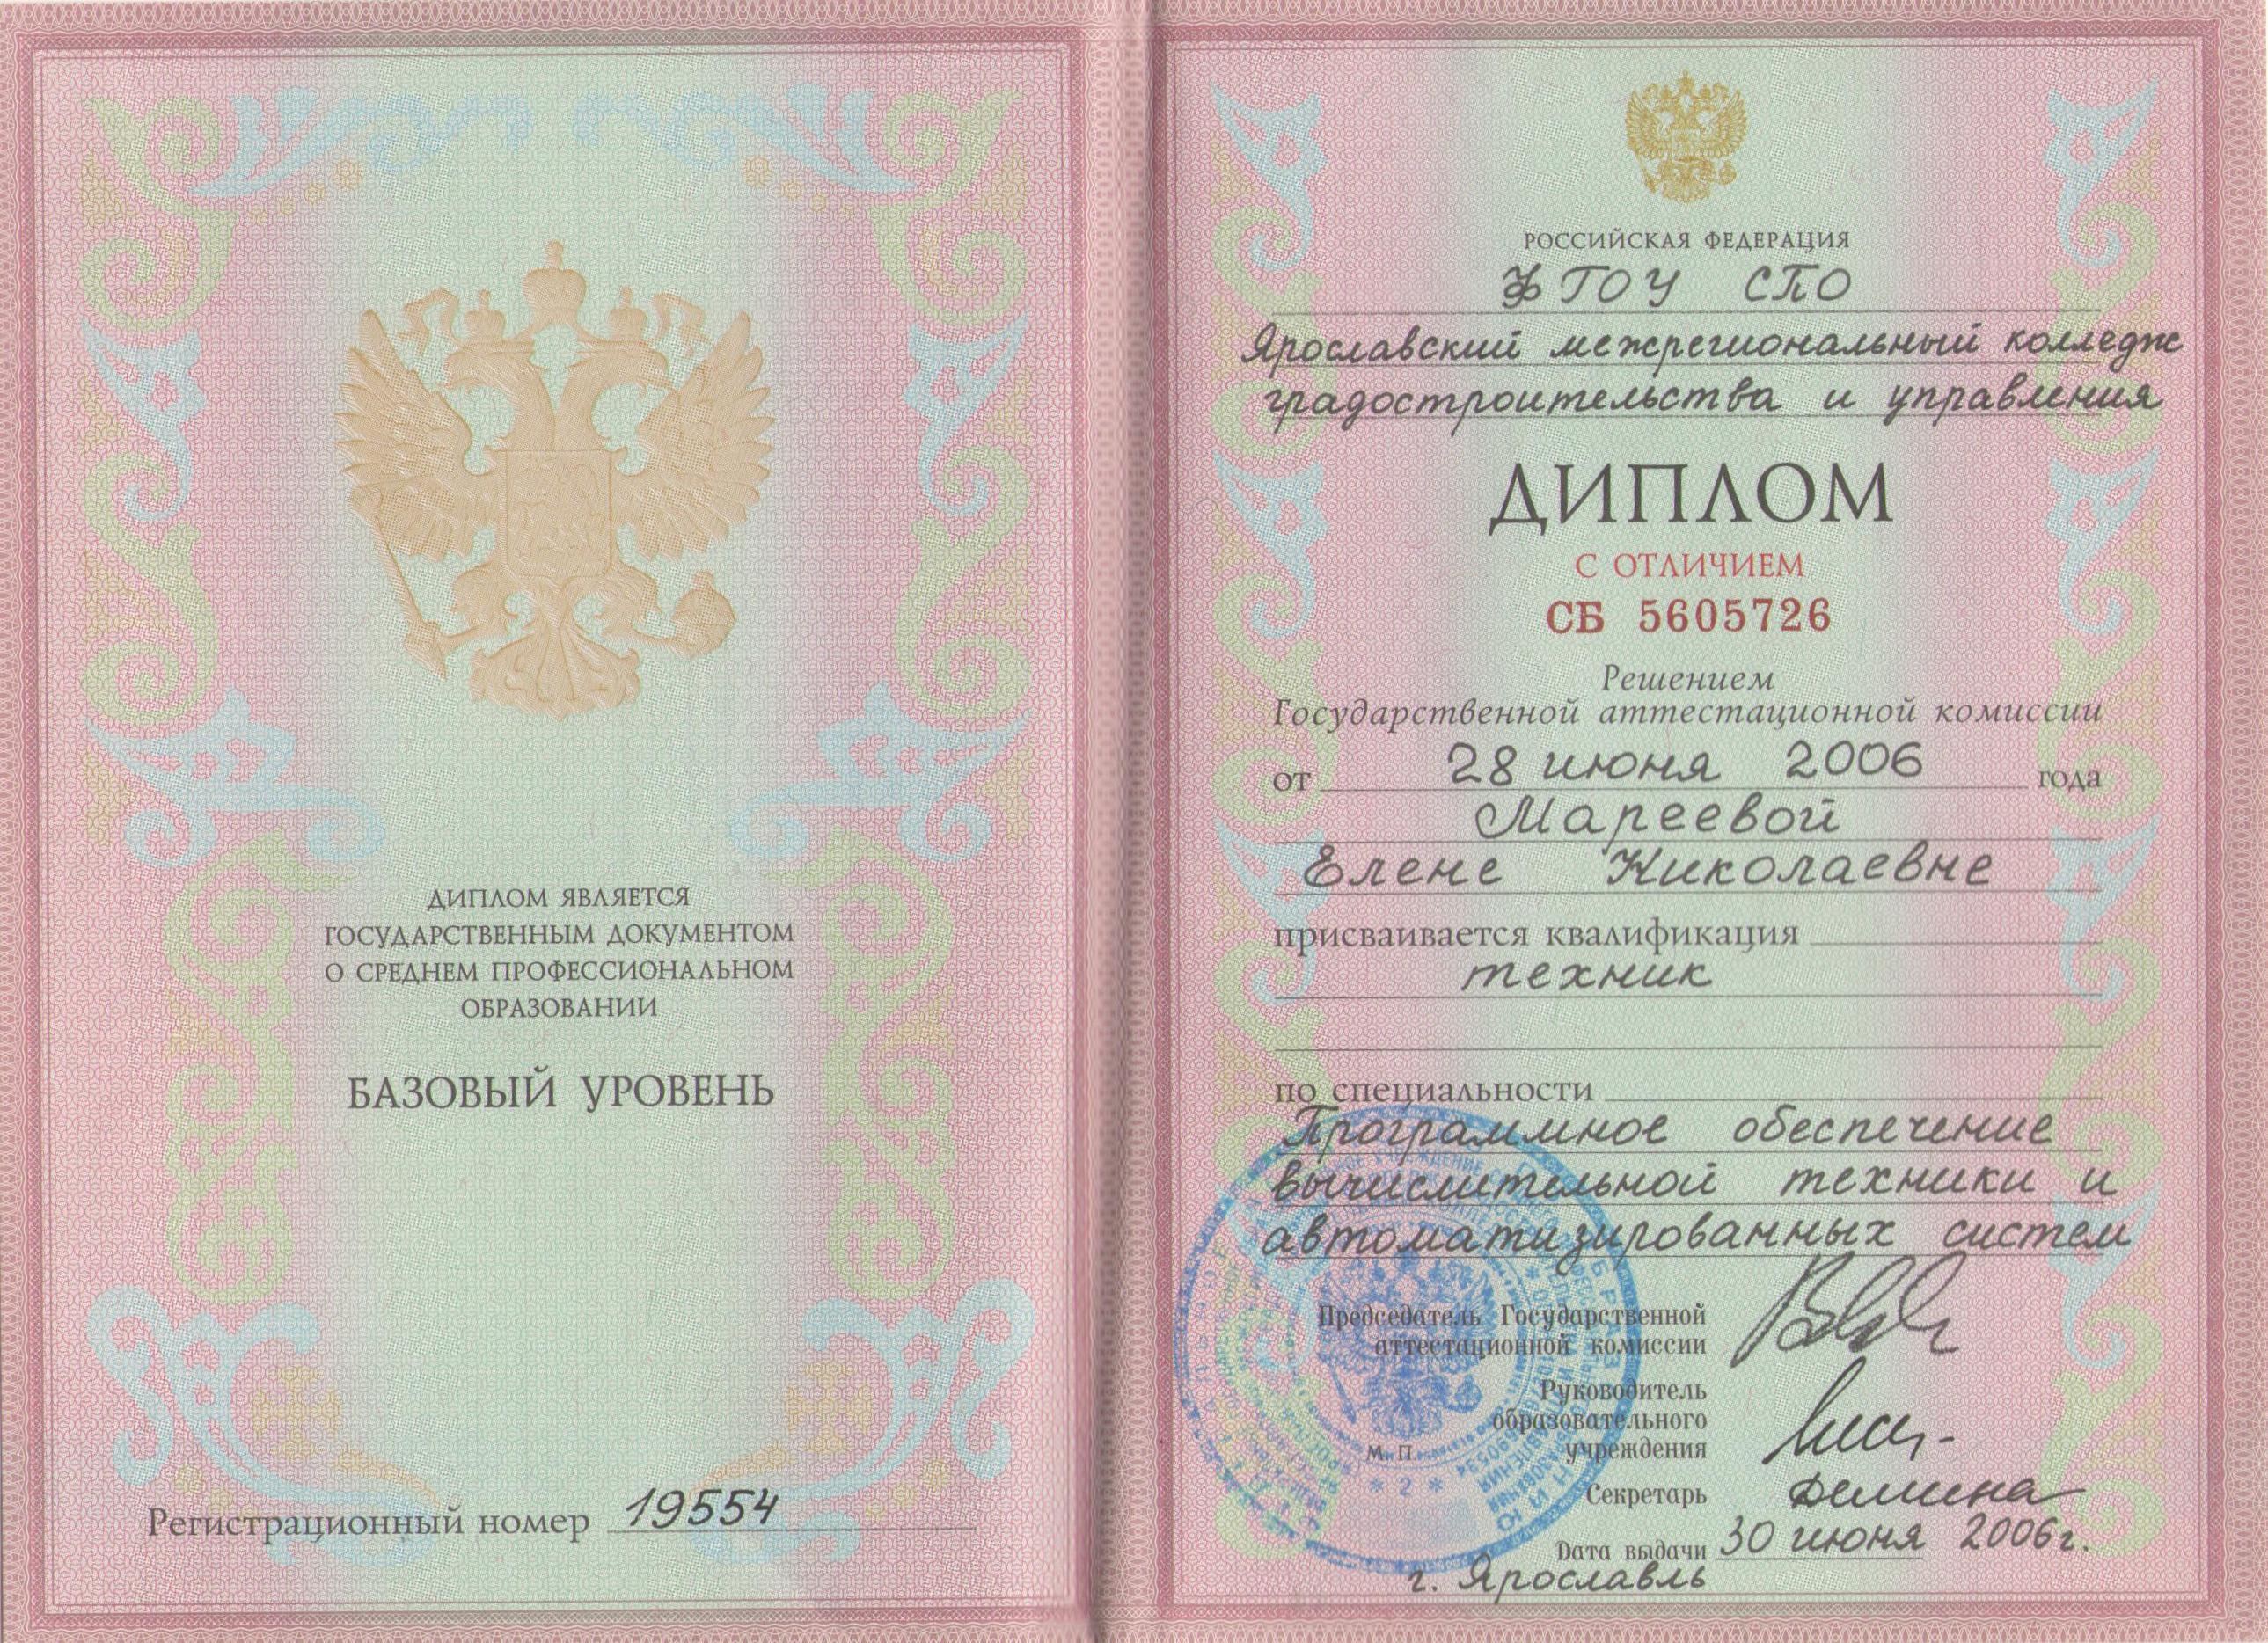 ДИПЛОМ ЯВЛЯЕТСЯ
ГОСУДАРСТВЕННЫМ ДОКУМЕНТОМ
О СРЕДНЕМ ПРОФЕССИОНАЛЬНОМ
ОБРАЗОВАНИИ
БАЗОВЫЙ УРОВЕНЬ
Регистрационный номер 19554
РОССИЙСКАЯ ФЕДЕРАЦИЯ
ФГОУ СПО
Ярославский межрегиональный колледж
градостроительства и управления
ДИПЛОМ
С ОТЛИЧИЕМ
СБ 5605726
Решением
Государственной аттестационной комиссии
от 28 июня 2006 года
Мареевой
Елене Николаевне
присваивается квалификация
техник
по специальности
Программное обеспечение
вычислительной техники и
автоматизированных систем
Председатель Государственной
аттестационной комиссии
Руководитель
образовательного
учреждения
М. П.
* 2 *
Секретарь Демина
Дата выдачи 30 июня 2006 г.
г. Ярославль